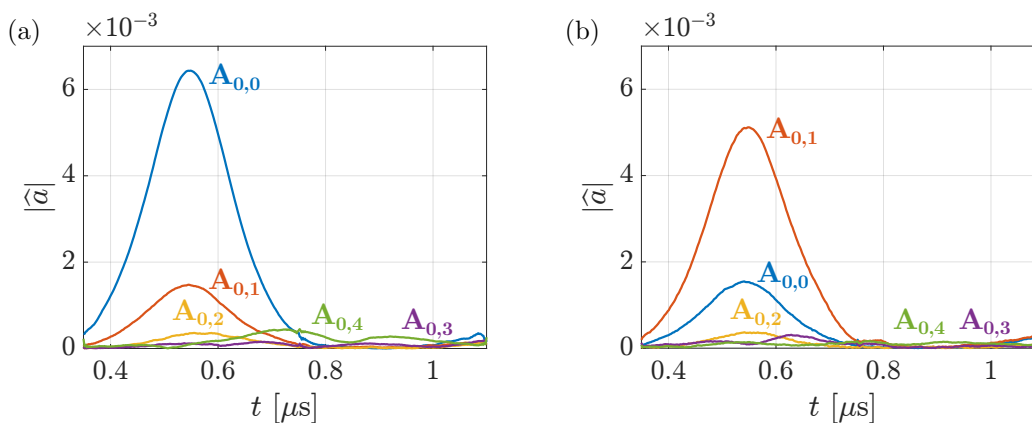 (a)
×10⁻³
6
4
2
0
|â|
A₀,₀
A₀,₁
A₀,₂
A₀,₄
A₀,₃
0.4 0.6 0.8 1
t [μs]
(b)
×10⁻³
6
4
2
0
|â|
A₀,₁
A₀,₀
A₀,₂
A₀,₄
A₀,₃
0.4 0.6 0.8 1
t [μs]